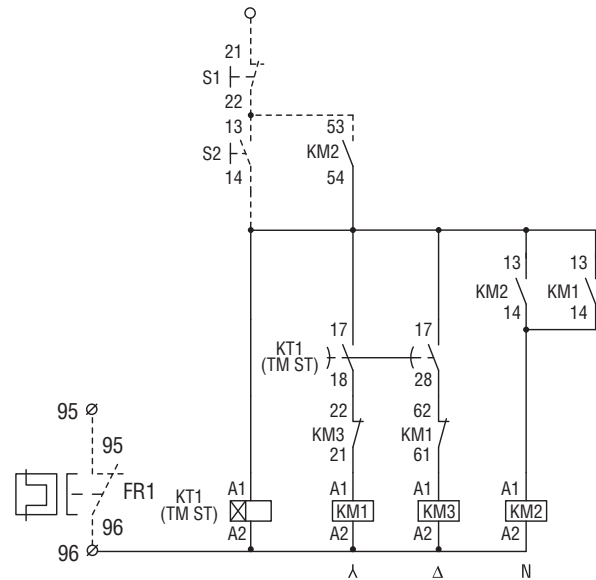 21
S1
22
13
53
S2
KM2
14
54
13
13
KM2
KM1
14
14
17
17
KT1
(TM ST)
18
28
22
62
KM3
KM1
21
61
95
95
FR1
96
96
KT1
(TM ST)
A1
A1
A1
A1
KM1
KM3
KM2
A2
A2
A2
A2
Δ
N